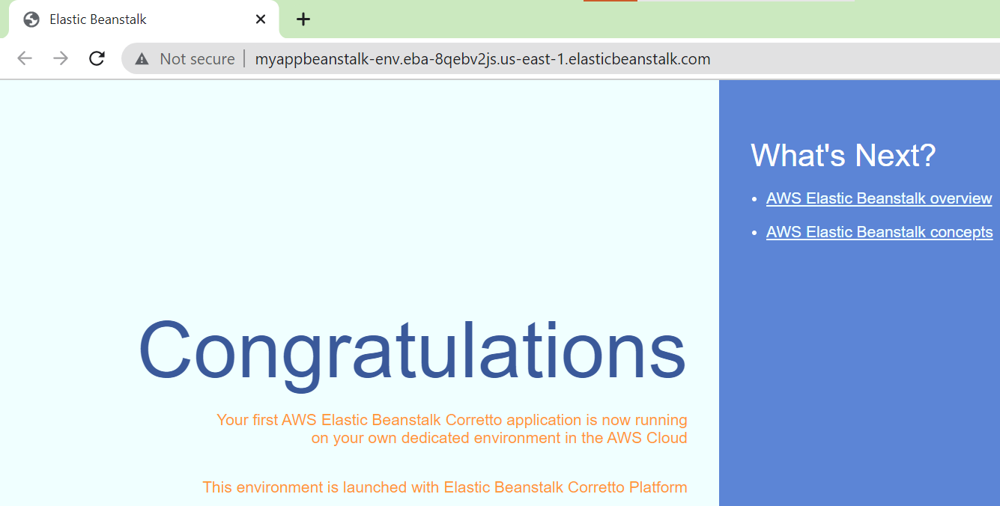 Elastic Beanstalk
Not secure
myappbeanstalk-env.eba-8qebv2js.us-east-1.elasticbeanstalk.com
Congratulations
Your first AWS Elastic Beanstalk Corretto application is now running
on your own dedicated environment in the AWS Cloud
This environment is launched with Elastic Beanstalk Corretto Platform
What's Next?
AWS Elastic Beanstalk overview
AWS Elastic Beanstalk concepts